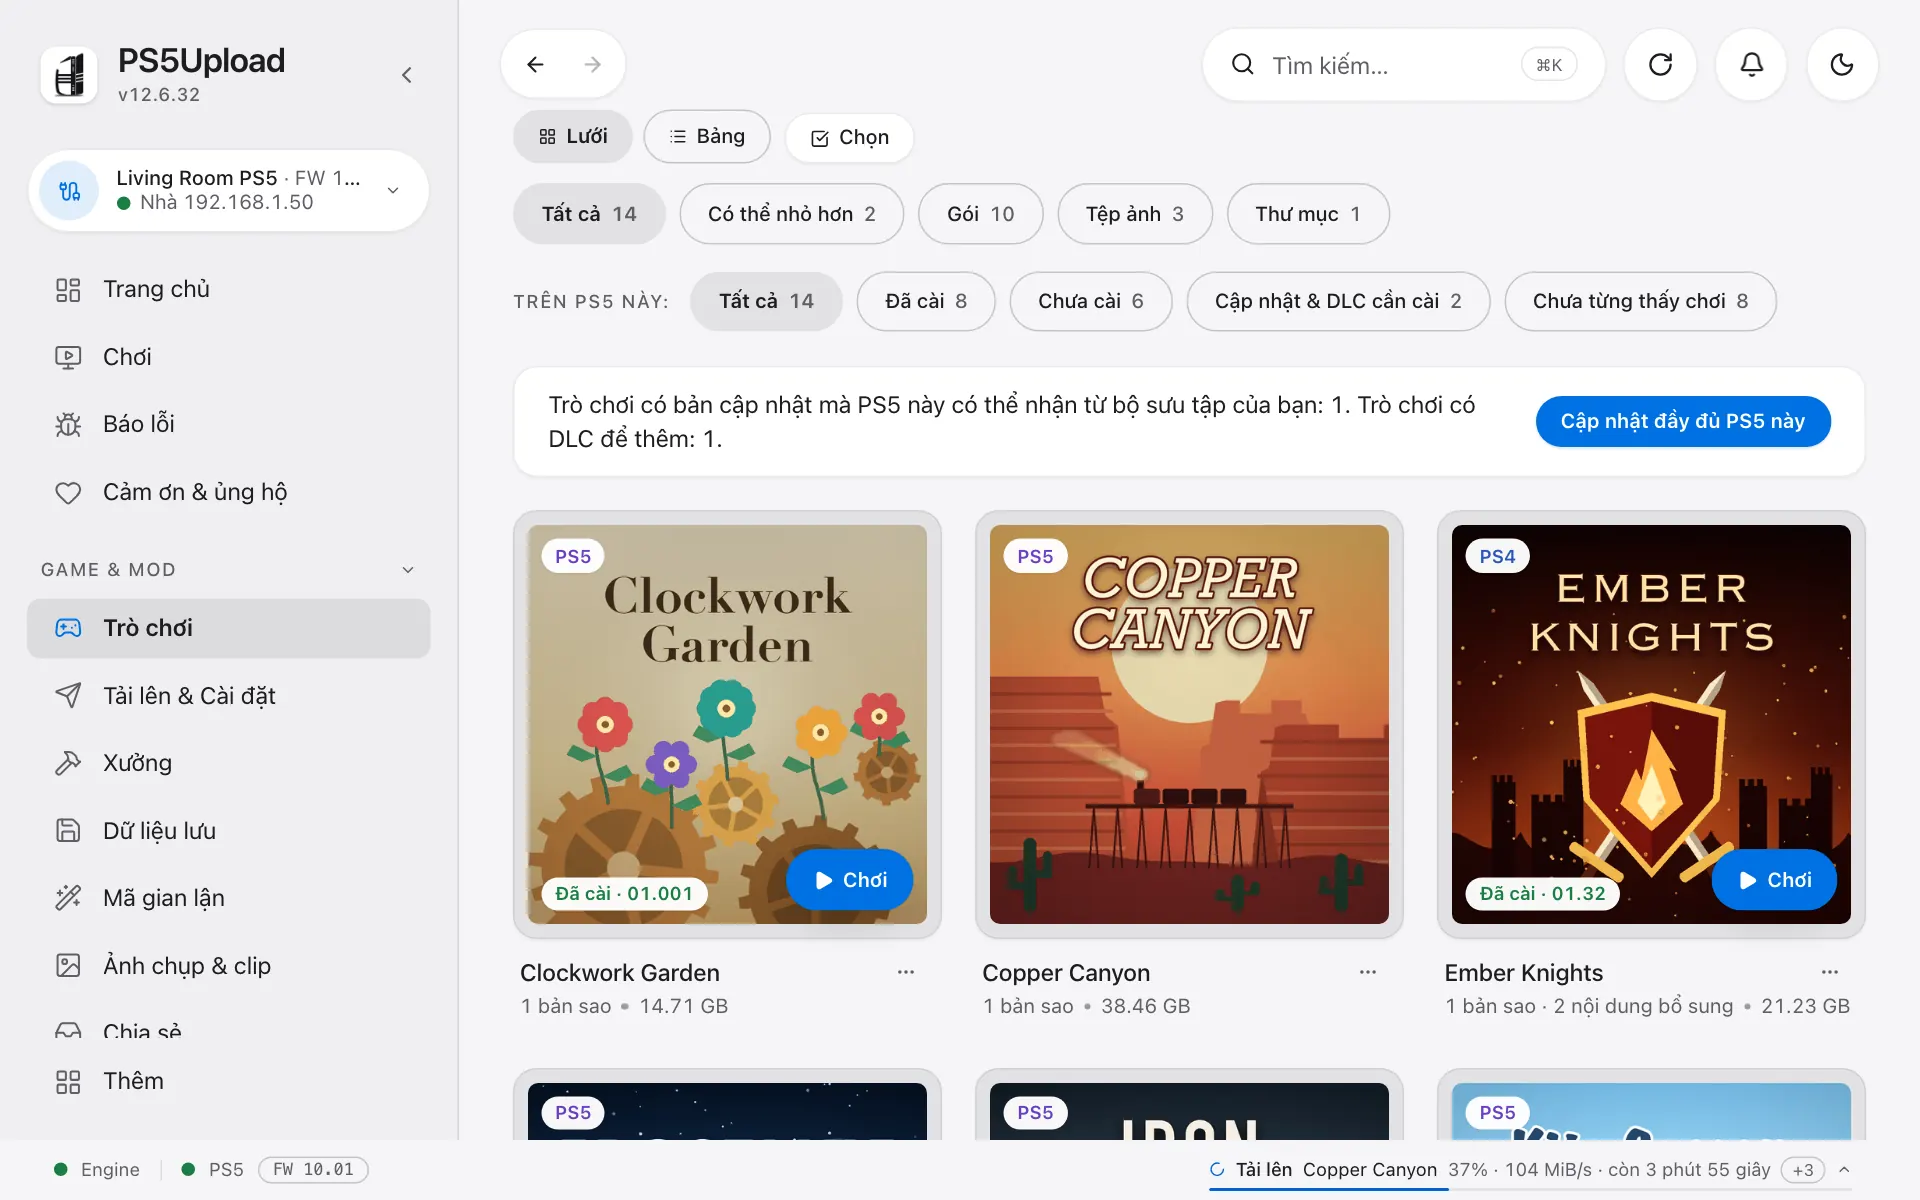 PS5Upload
v12.6.32
Living Room PS5 · FW 1...
Nhà 192.168.1.50
Trang chủ
Chơi
Báo lỗi
Cảm ơn & ủng hộ
GAME & MOD
Trò chơi
Tải lên & Cài đặt
Xưởng
Dữ liệu lưu
Mã gian lận
Ảnh chụp & clip
Chia sẻ
Thêm
Tìm kiếm...
⌘K
Lưới
Bảng
Chọn
Tất cả 14
Có thể nhỏ hơn 2
Gói 10
Tệp ảnh 3
Thư mục 1
TRÊN PS5 NÀY:
Tất cả 14
Đã cài 8
Chưa cài 6
Cập nhật & DLC cần cài 2
Chưa từng thấy chơi 8
Trò chơi có bản cập nhật mà PS5 này có thể nhận từ bộ sưu tập của bạn: 1. Trò chơi có
DLC để thêm: 1.
Cập nhật đầy đủ PS5 này
PS5
Clockwork
Garden
Đã cài · 01.001
Chơi
Clockwork Garden
1 bản sao • 14.71 GB
PS5
COPPER
CANYON
Copper Canyon
1 bản sao • 38.46 GB
PS4
EMBER
KNIGHTS
Đã cài · 01.32
Chơi
Ember Knights
1 bản sao · 2 nội dung bổ sung • 21.23 GB
PS5
PS5
IRON
PS5
Engine
PS5
FW 10.01
Tải lên Copper Canyon 37% · 104 MiB/s · còn 3 phút 55 giây +3